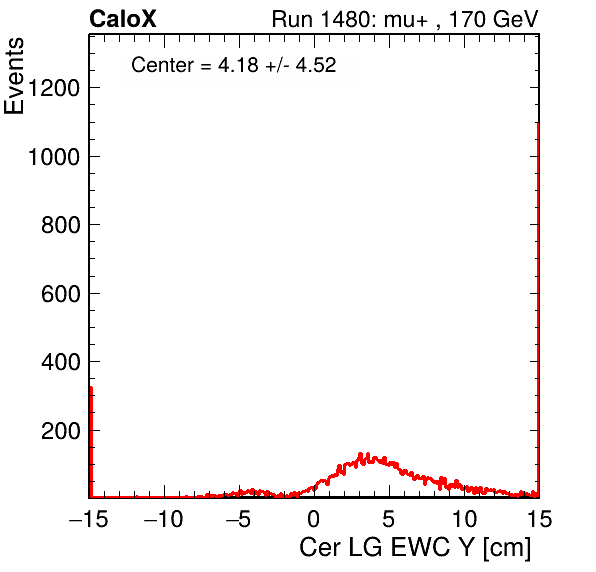 CaloX Run 1480: mu+ , 170 GeV
Center = 4.18 +/- 4.52
Events
1200
1000
800
600
400
200
−15 −10 −5 0 5 10 15
Cer LG EWC Y [cm]